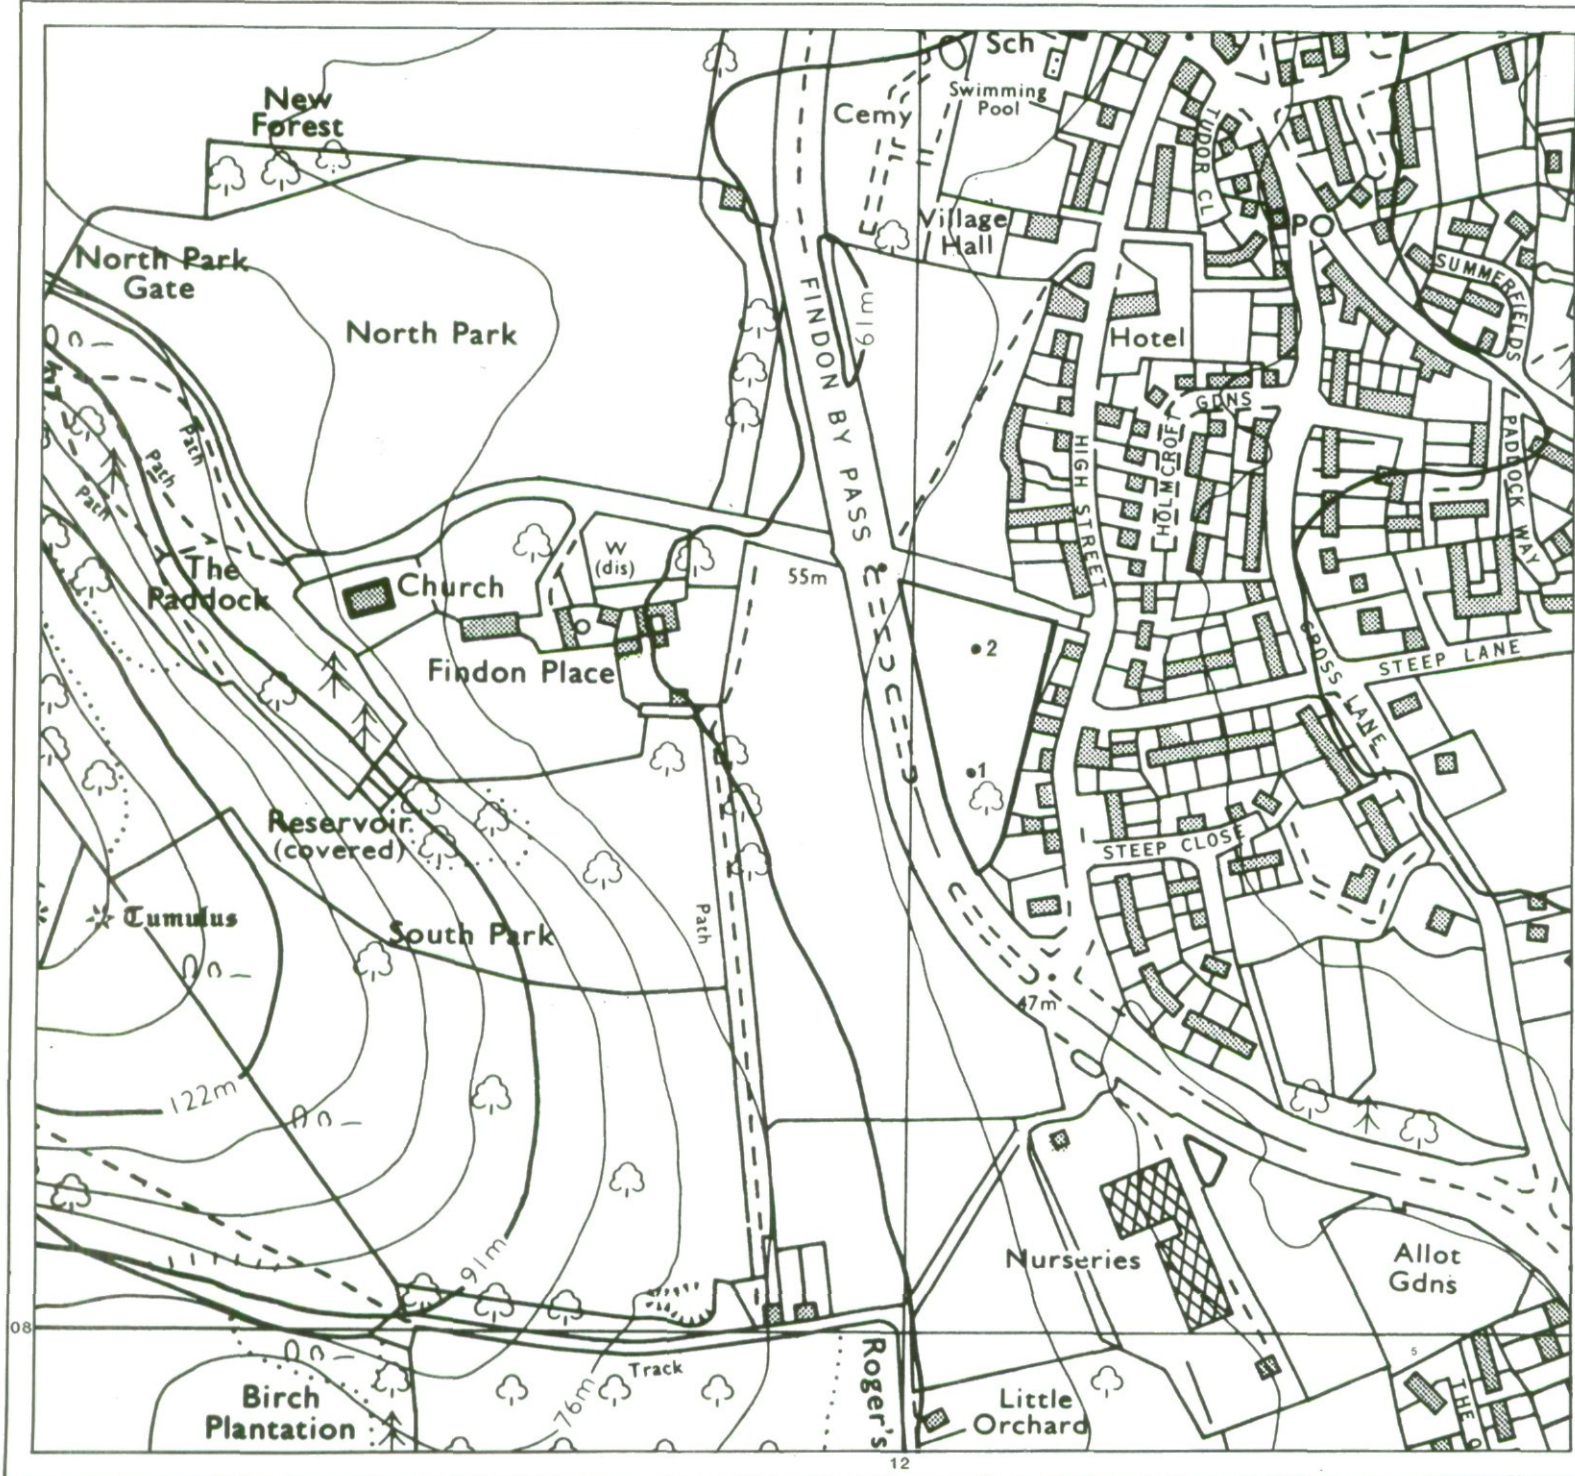 Sch
New
Forest
Swimming
Pool
Cemy
TUDOR CL
Village
Hall
PO
North Park
Gate
SUMMERFIELDS
61m
North Park
Hotel
FINDON BY PASS
GDNS
HOLMCROFT
HIGH STREET
PADDOCK WAY
Path
Path
Path
W
(dis)
The
Paddock
55m
Church
2
CROSS LANE
STEEP LANE
Findon Place
1
Reservoir
(covered)
STEEP CLOSE
Tumulus
South Park
Path
47m
122m
91m
Nurseries
Allot
Gdns
08
Track
5
Roger's
76m
Birch
Plantation
Little
Orchard
THE
12